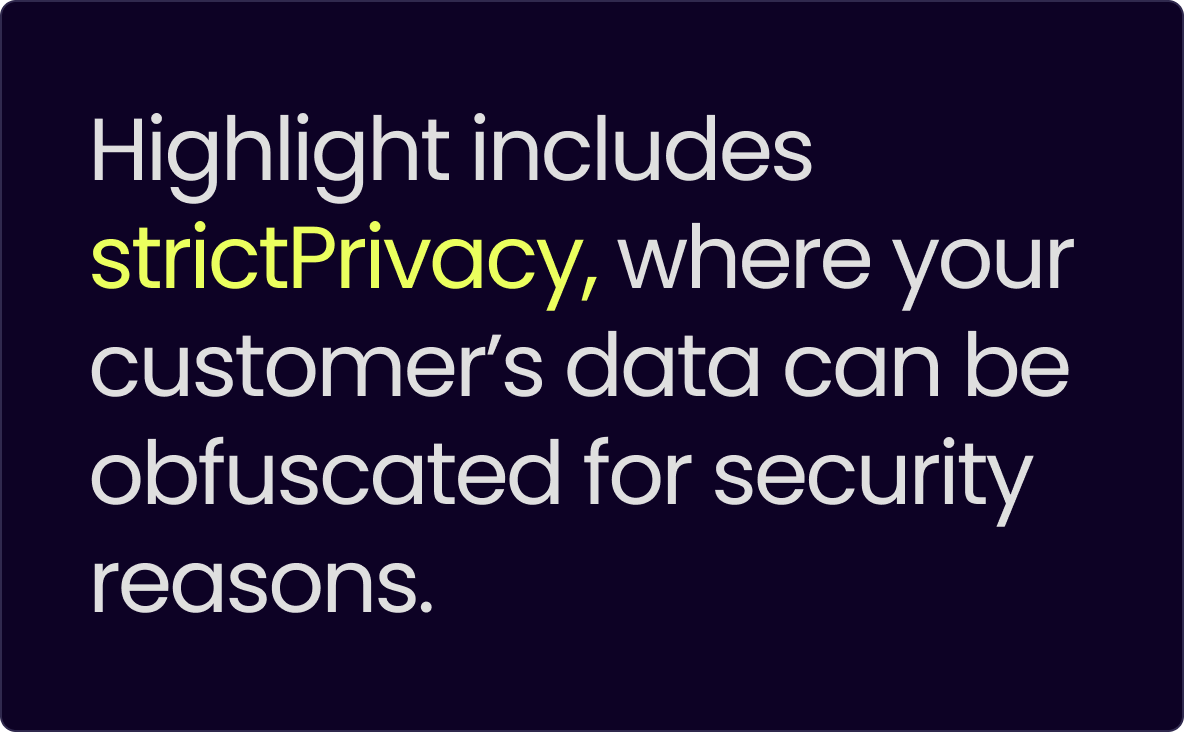 Highlight includes
strictPrivacy, where your
customer’s data can be
obfuscated for security
reasons.